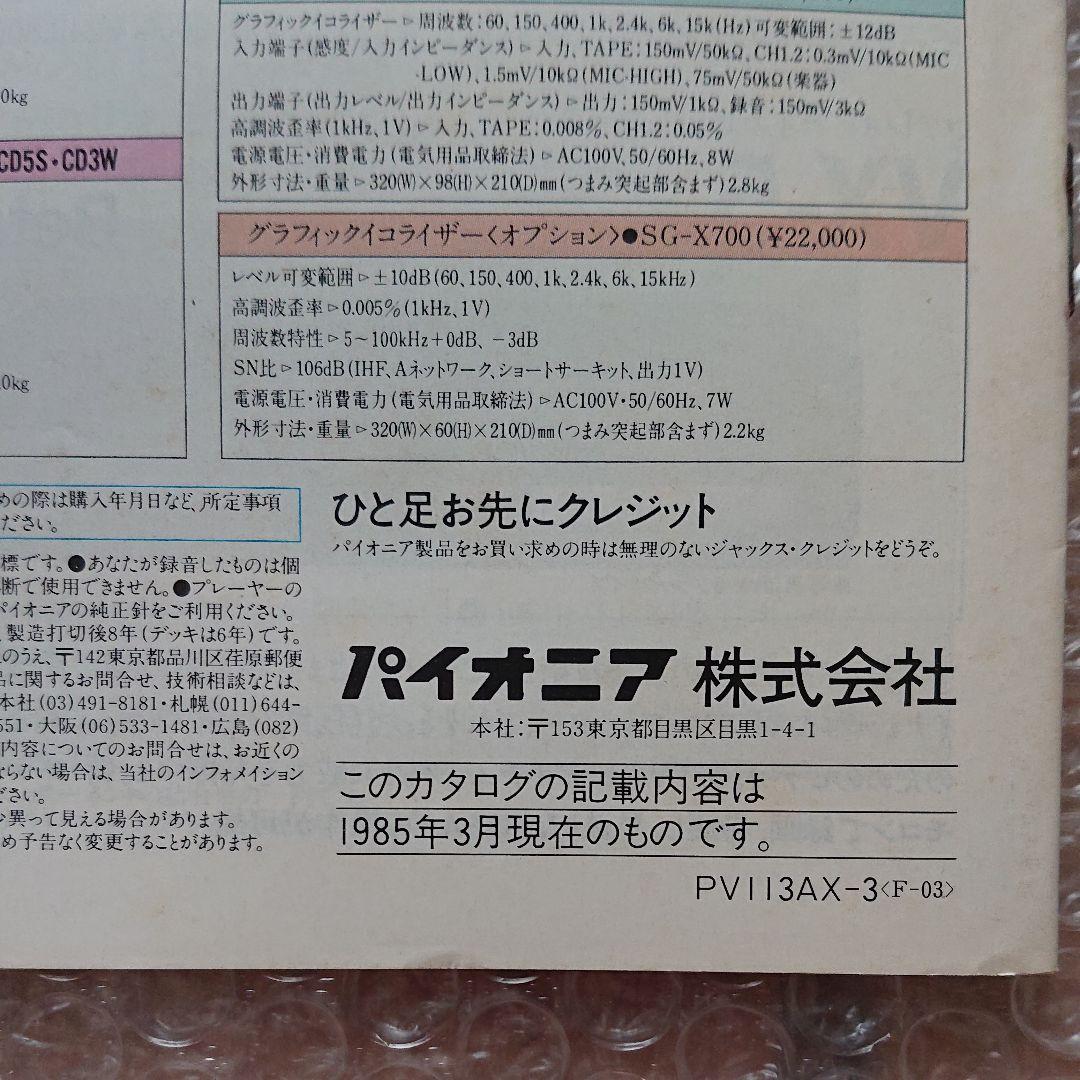 グラフィックイコライザー▷周波数:60、150、400、1k、2.4k、6k、15k(Hz)可変範囲:±12dB
入力端子(感度/入力インピーダンス)▷入力、TAPE:150mV/50kΩ、CH1.2:0.3mV/10kΩ(MIC
-LOW)、1.5mV/10kΩ(MIC-HIGH)、75mV/50kΩ(楽器)
出力端子(出力レベル/出力インピーダンス)▷出力:150mV/1kΩ、録音:150mV/3kΩ
高調波歪率(1kHz、1V)▷入力、TAPE:0.008%、CH1.2:0.05%
電源電圧・消費電力(電気用品取締法)▷AC100V、50/60Hz、8W
外形寸法・重量▷320(W)×98(H)×210(D)mm(つまみ突起部含まず)2.8kg
0kg
CD5S・CD3W
0kg
グラフィックイコライザー〈オプション〉●SG-X700(¥22,000)
レベル可変範囲▷±10dB(60、150、400、1k、2.4k、6k、15kHz)
高調波歪率▷0.005%(1kHz、1V)
周波数特性▷5〜100kHz+0dB、-3dB
SN比▷106dB(IHF、Aネットワーク、ショートサーキット、出力1V)
電源電圧・消費電力(電気用品取締法)▷AC100V・50/60Hz、7W
外形寸法・重量▷320(W)×60(H)×210(D)mm(つまみ突起部含まず)2.2kg
めの際は購入年月日など、所定事項
ださい。
標です。●あなたが録音したものは個
断で使用できません。●プレーヤーの
パイオニアの純正針をご利用ください。
製造打切後8年(デッキは6年)です。
のうえ、〒142東京都品川区荏原郵便
品に関するお問合せ、技術相談などは、
本社(03)491-8181・札幌(011)644-
551・大阪(06)533-1481・広島(082)
内容についてのお問合せは、お近くの
ならない場合は、当社のインフォメイション
ださい。
異って見える場合があります。
め予告なく変更することがあります。
ひと足お先にクレジット
パイオニア製品をお買い求めの時は無理のないジャックス・クレジットをどうぞ。
パイオニア株式会社
本社:〒153東京都目黒区目黒1-4-1
このカタログの記載内容は
1985年3月現在のものです。
PV113AX-3〈F-03〉